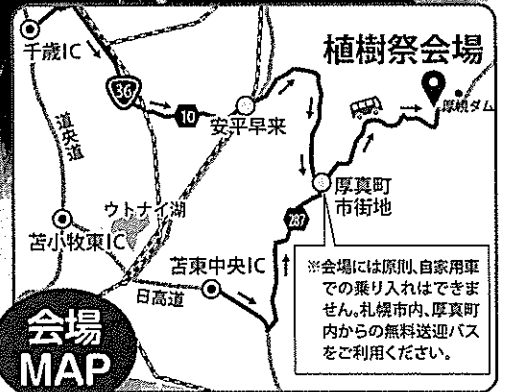 植樹祭会場
千歳IC
36
10
安平早来
厚幌ダム
道央道
ウトナイ湖
厚真町
市街地
287
苫小牧東IC
苫東中央IC
日高道
※会場には原則、自家用車
での乗り入れはできま
せん。札幌市内、厚真町
内からの無料送迎バス
をご利用ください。
会場
MAP